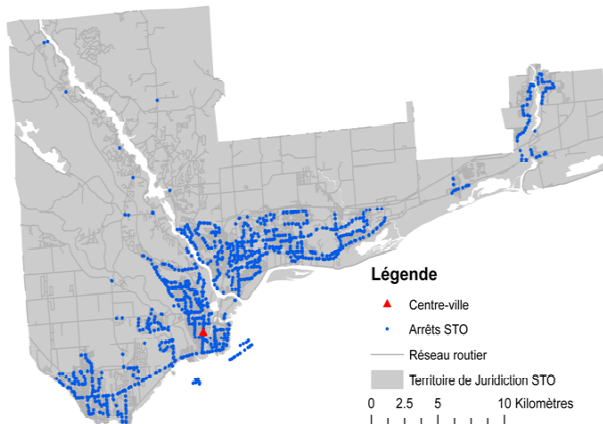 Légende
Centre-ville
Arrêts STO
Réseau routier
Territoire de Juridiction STO
0 2.5 5 10 Kilomètres